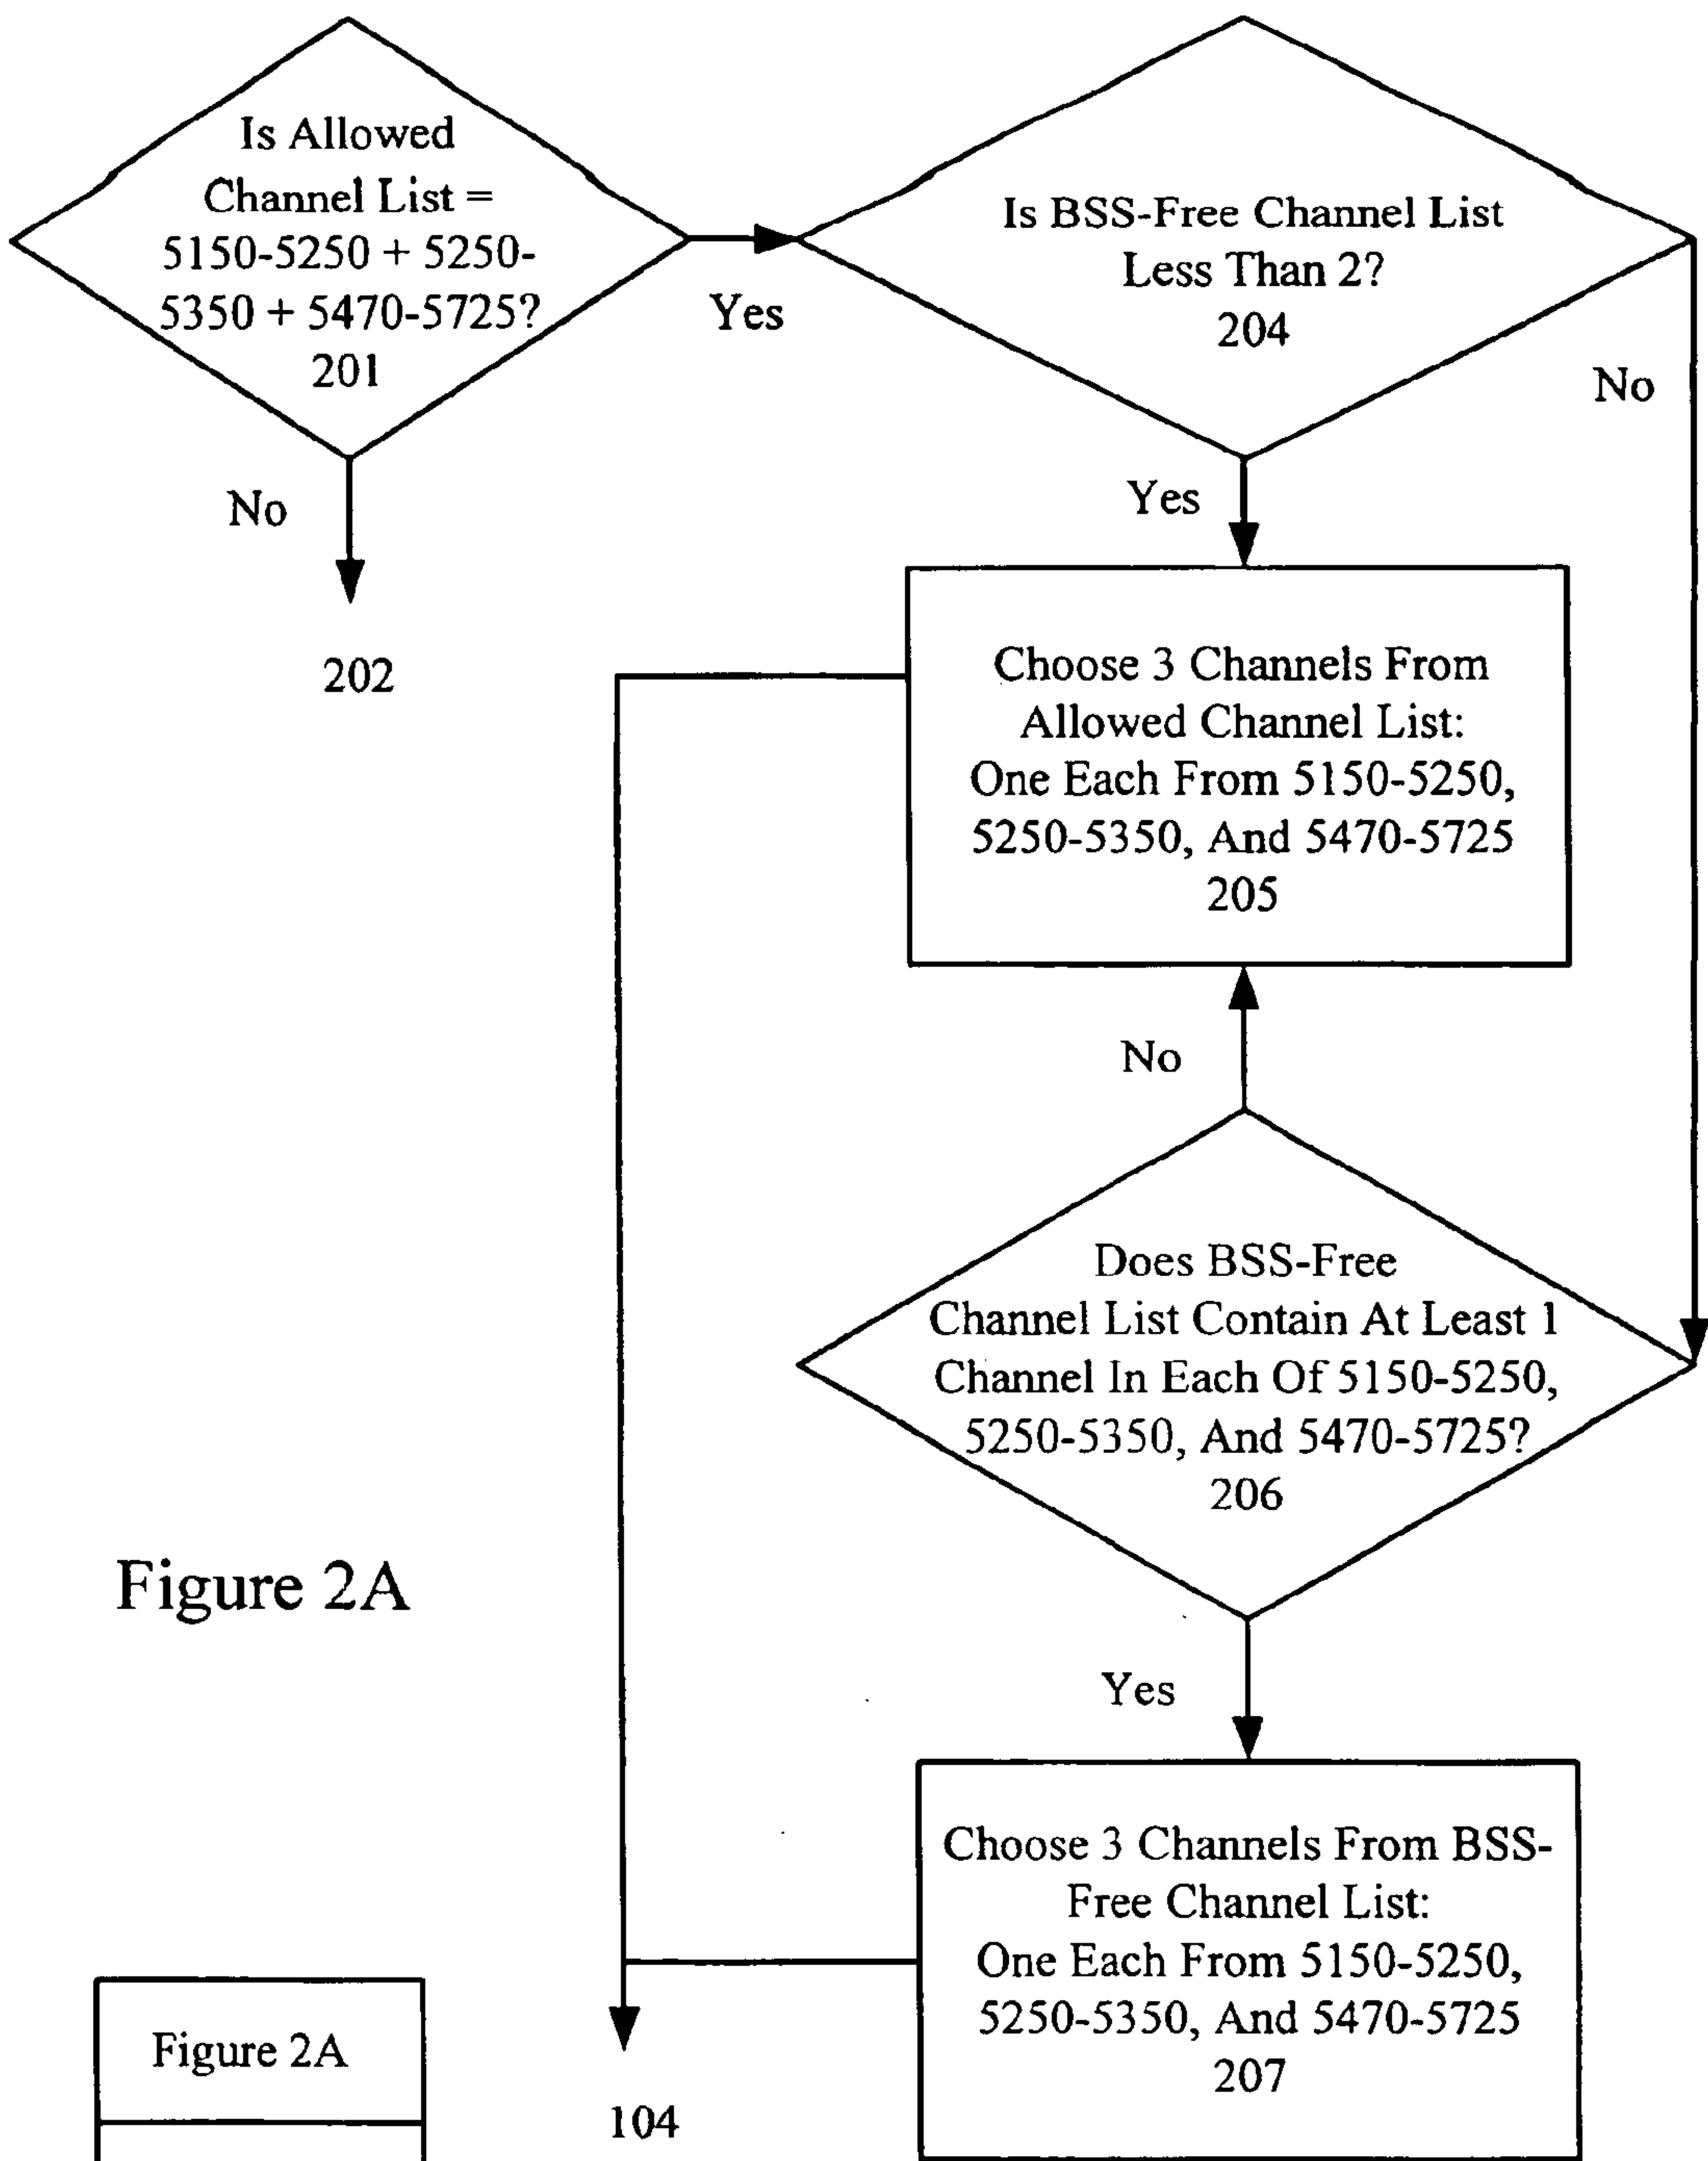 Is Allowed
Channel List =
5150-5250 + 5250-
5350 + 5470-5725?
201
Yes
No
202
Is BSS-Free Channel List
Less Than 2?
204
No
Yes
Choose 3 Channels From
Allowed Channel List:
One Each From 5150-5250,
5250-5350, And 5470-5725
205
No
Does BSS-Free
Channel List Contain At Least 1
Channel In Each Of 5150-5250,
5250-5350, And 5470-5725?
206
Yes
Choose 3 Channels From BSS-
Free Channel List:
One Each From 5150-5250,
5250-5350, And 5470-5725
207
104
Figure 2A
Figure 2A